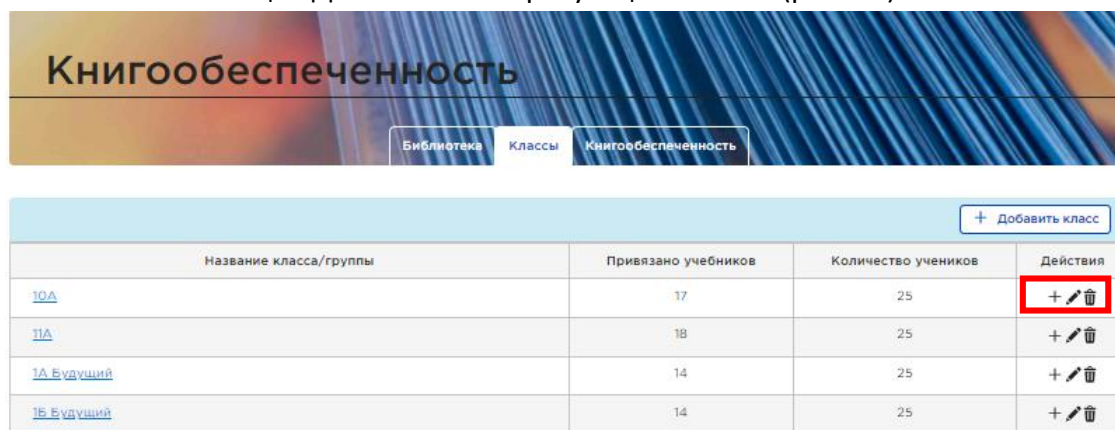 Книгообеспеченность
Библиотека Классы Книгообеспеченность
+ Добавить класс
Название класса/группы Привязано учебников Количество учеников Действия
10А 17 25
11А 18 25
1А Будущий 14 25
1Б Будущий 14 25